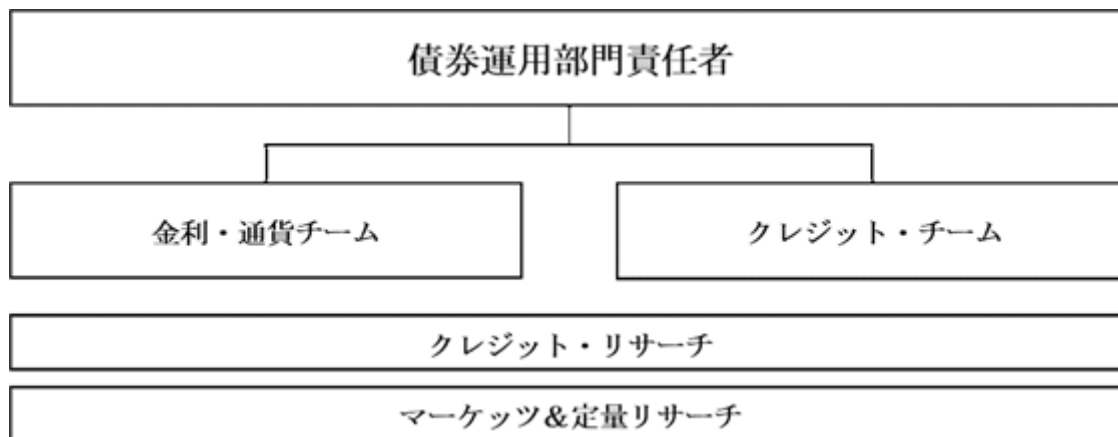 債券運用部門責任者
金利・通貨チーム
クレジット・チーム
クレジット・リサーチ
マーケッツ＆定量リサーチ